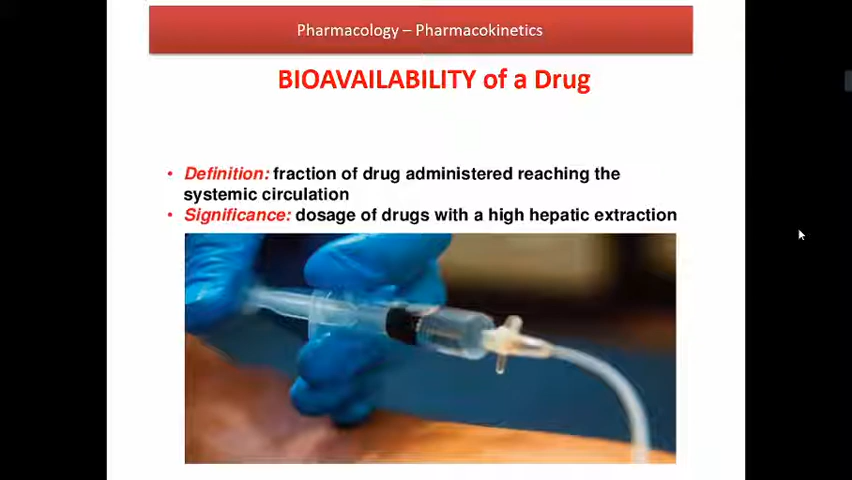 Pharmacology – Pharmacokinetics
BIOAVAILABILITY of a Drug
• Definition: fraction of drug administered reaching the
systemic circulation
• Significance: dosage of drugs with a high hepatic extraction